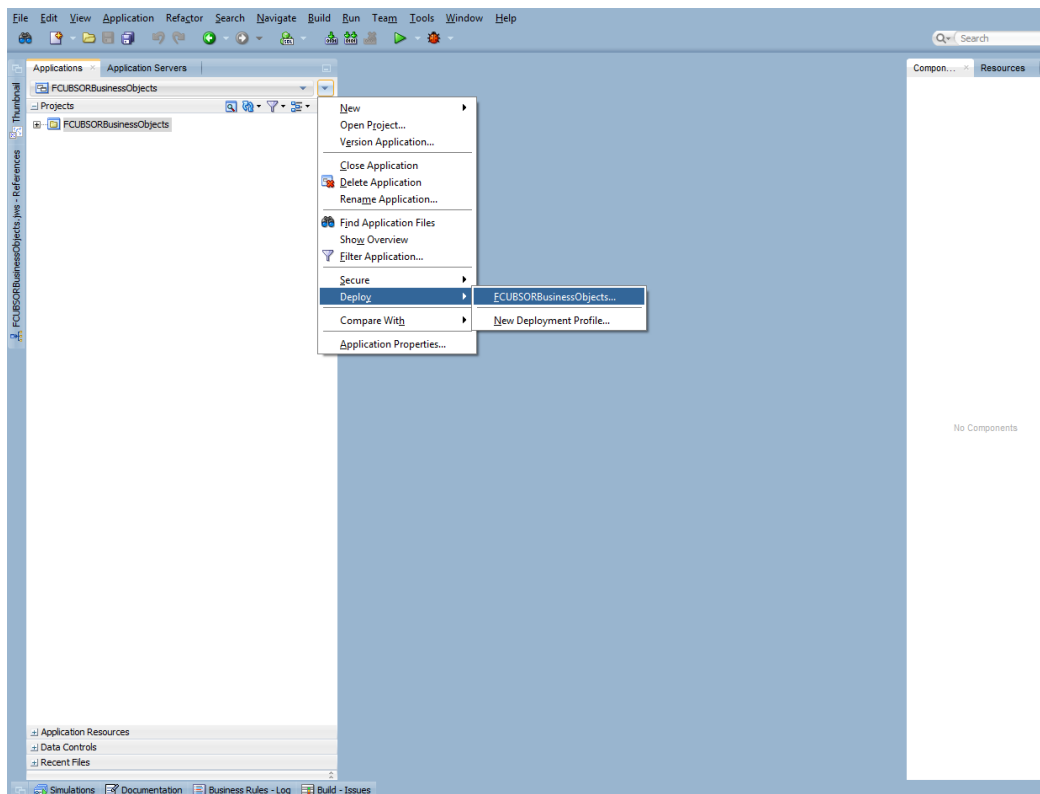 File Edit View Application Refactor Search Navigate Build Run Team Tools Window Help
Search
Applications Application Servers
Compon... Resources
FCUBSORBusinessObjects
Projects
FCUBSORBusinessObjects
Thumbnail
FCUBSORBusinessObjects.jws - References
New
Open Project...
Version Application...
Close Application
Delete Application
Rename Application...
Find Application Files
Show Overview
Filter Application...
Secure
Deploy
FCUBSORBusinessObjects...
New Deployment Profile...
Compare With
Application Properties...
No Components
Application Resources
Data Controls
Recent Files
Simulations Documentation Business Rules - Log Build - Issues